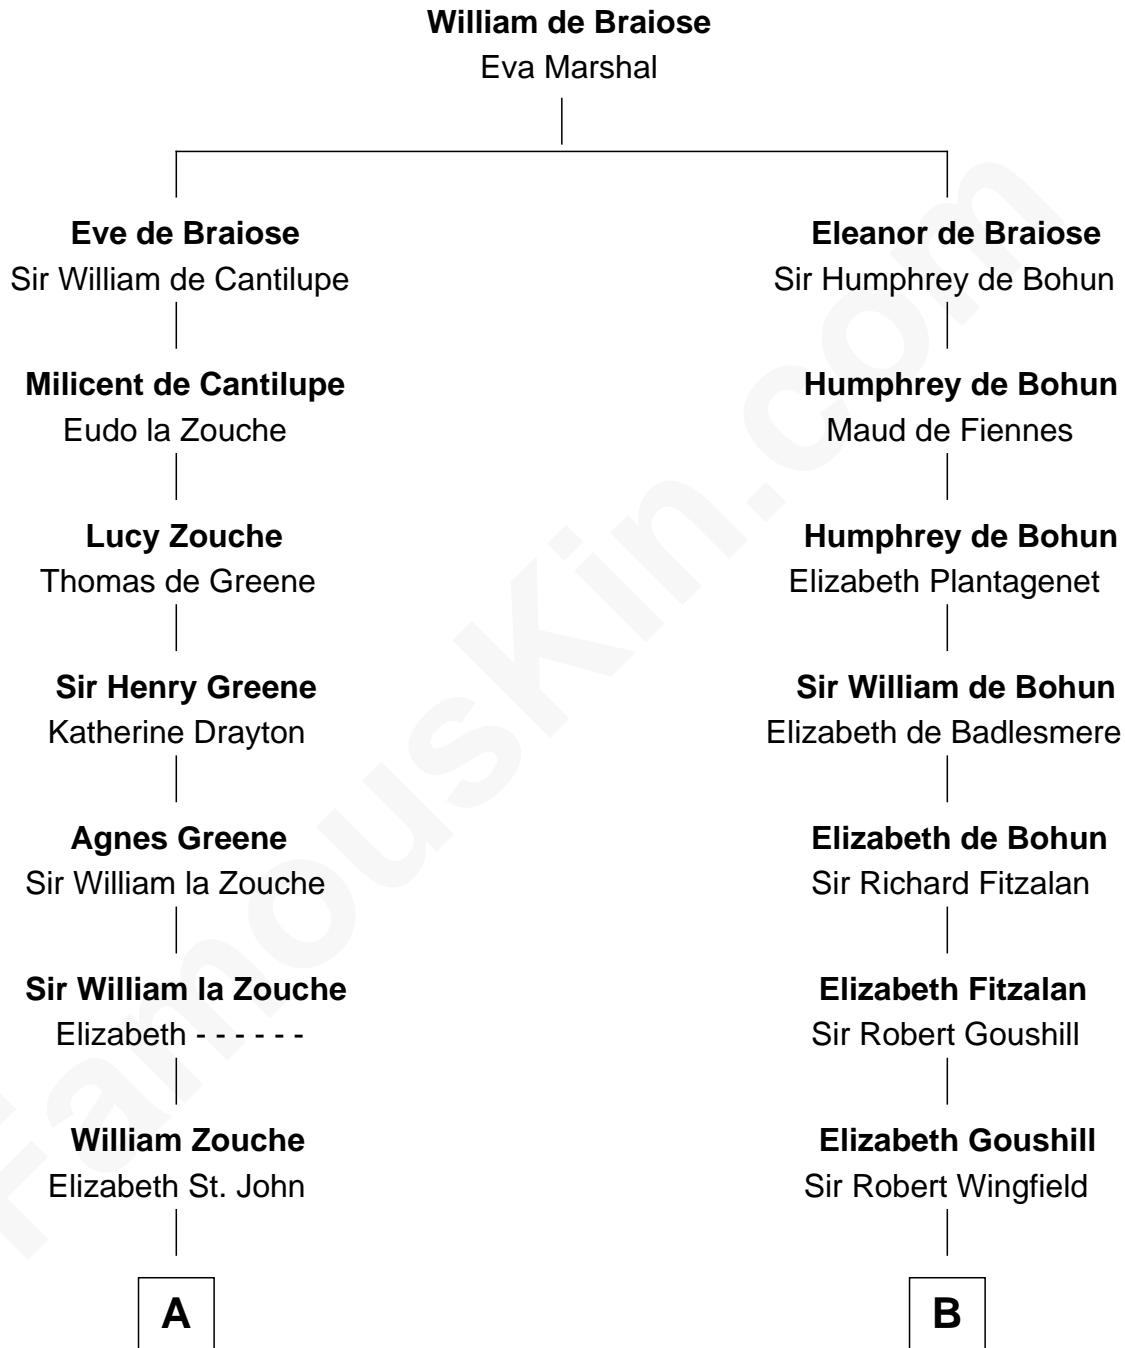 William de Braiose
Eva Marshal
Eve de Braiose
Sir William de Cantilupe
Eleanor de Braiose
Sir Humphrey de Bohun
Milicent de Cantilupe
Eudo la Zouche
Humphrey de Bohun
Maud de Fiennes
Lucy Zouche
Thomas de Greene
Humphrey de Bohun
Elizabeth Plantagenet
Sir Henry Greene
Katherine Drayton
Sir William de Bohun
Elizabeth de Badlesmere
Agnes Greene
Sir William la Zouche
Elizabeth de Bohun
Sir Richard Fitzalan
Sir William la Zouche
Elizabeth - - - - - -
Elizabeth Fitzalan
Sir Robert Goushill
William Zouche
Elizabeth St. John
Elizabeth Goushill
Sir Robert Wingfield
A
B
FamousKin.com